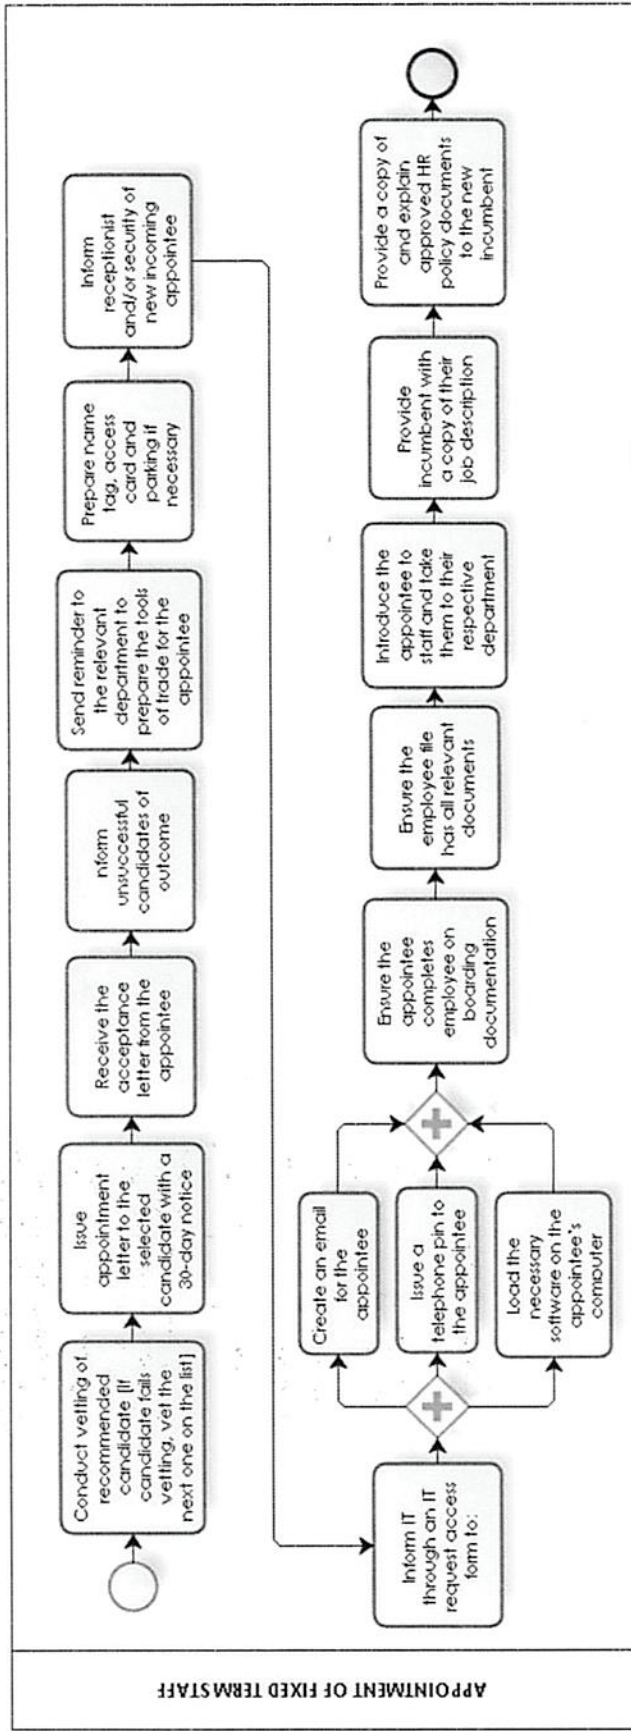 APPOINTMENT OF FIXED TERM STAFF
Conduct vetting of
recommended
candidate [If
candidate fails
vetting, vet the
next one on the list]
Issue
appointment
letter to the
selected
candidate with a
30-day notice
Receive the
acceptance
letter from the
appointee
nform
unsuccessful
candidates of
outcome
Send reminder to
the relevant
department to
prepare the tools
of trade for the
appointee
Prepare name
tag, access
card and
parking if
necessary
Inform
receptionist
and/or security of
new incoming
appointee
Inform IT
through an IT
request access
form to:
Create an email
for the
appointee
Issue a
telephone pin to
the appointee
Load the
necessary
software on the
appointee's
computer
Ensure the
appointee
completes
employee on
boarding
documentation
Ensure the
employee file
has all relevant
documents
Introduce the
appointee to
staff and take
them to their
respective
department
Provide
incumbent with
a copy of their
job description
Provide a copy of
and explain
approved HR
policy documents
to the new
incumbent